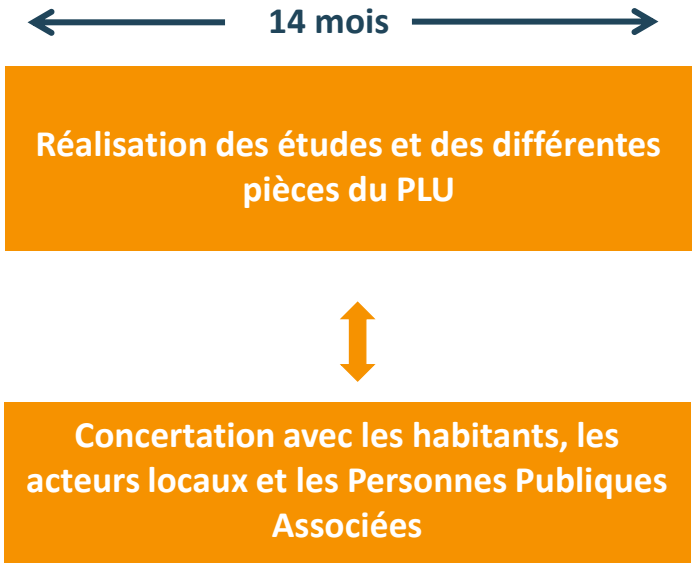 14 mois
Réalisation des études et des différentes
pièces du PLU
Concertation avec les habitants, les
acteurs locaux et les Personnes Publiques
Associées